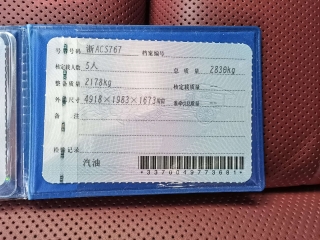 号牌号码 浙ACS767 档案编号
核定载人数 5人 总质量 2830kg
整备质量 2178kg 核定载质量 --
外廓尺寸 4918×1983×1673mm 准牵引总质量 --
备注
检验记录
汽油
*3376049773681*